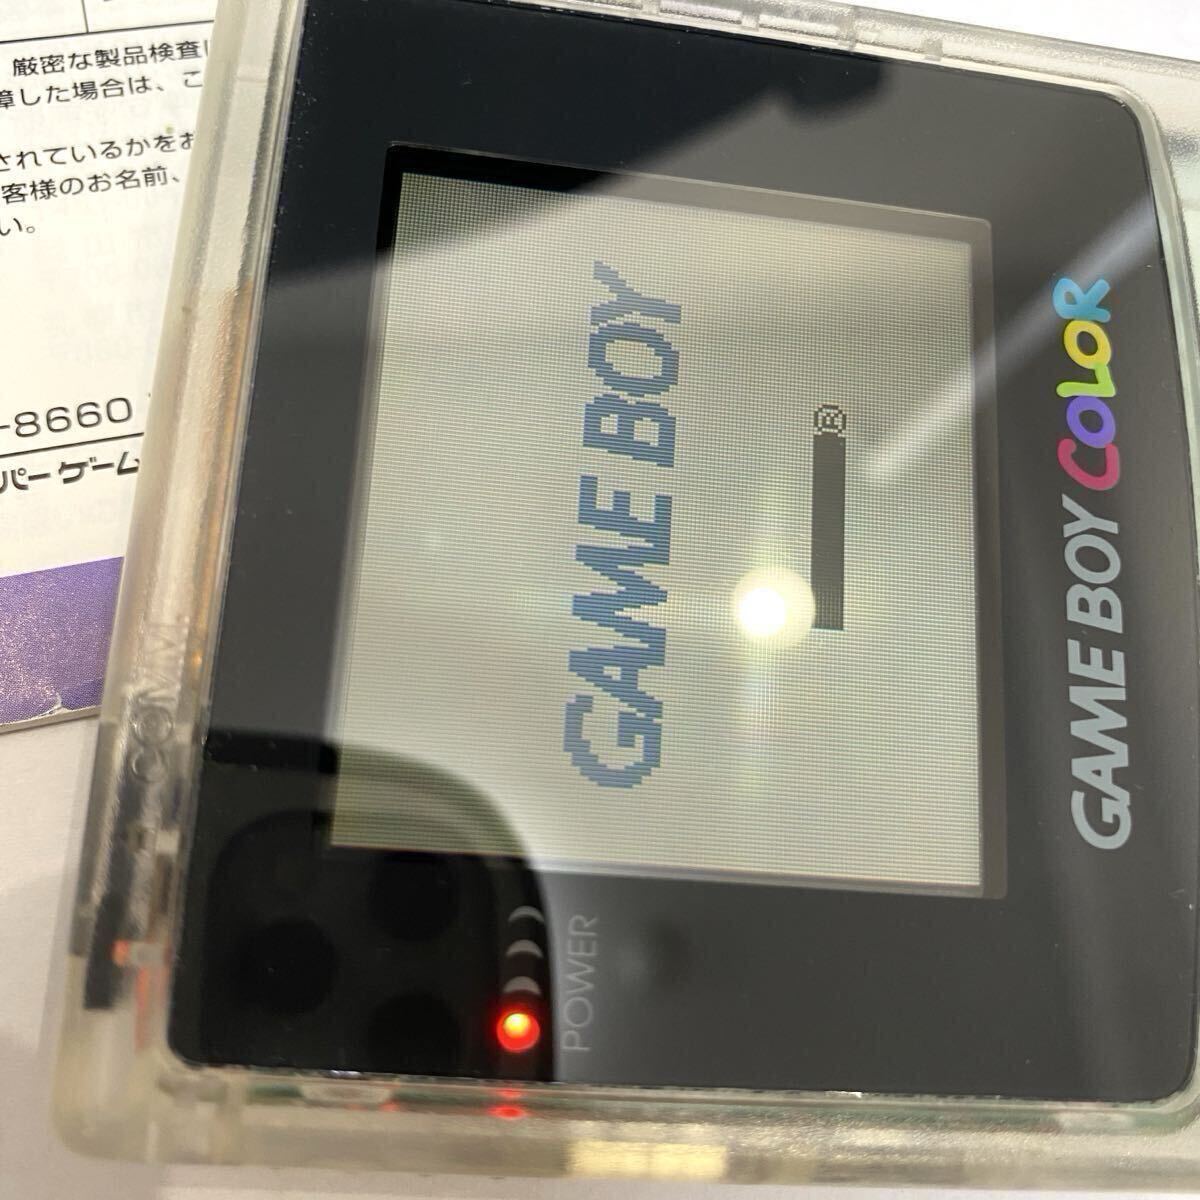 厳密な製品検査
障した場合は、こ
されているかをお
客様のお名前、
い。
-8660
パーゲーム
COMM
GAME BOY
®
POWER
GAME BOY COLOR